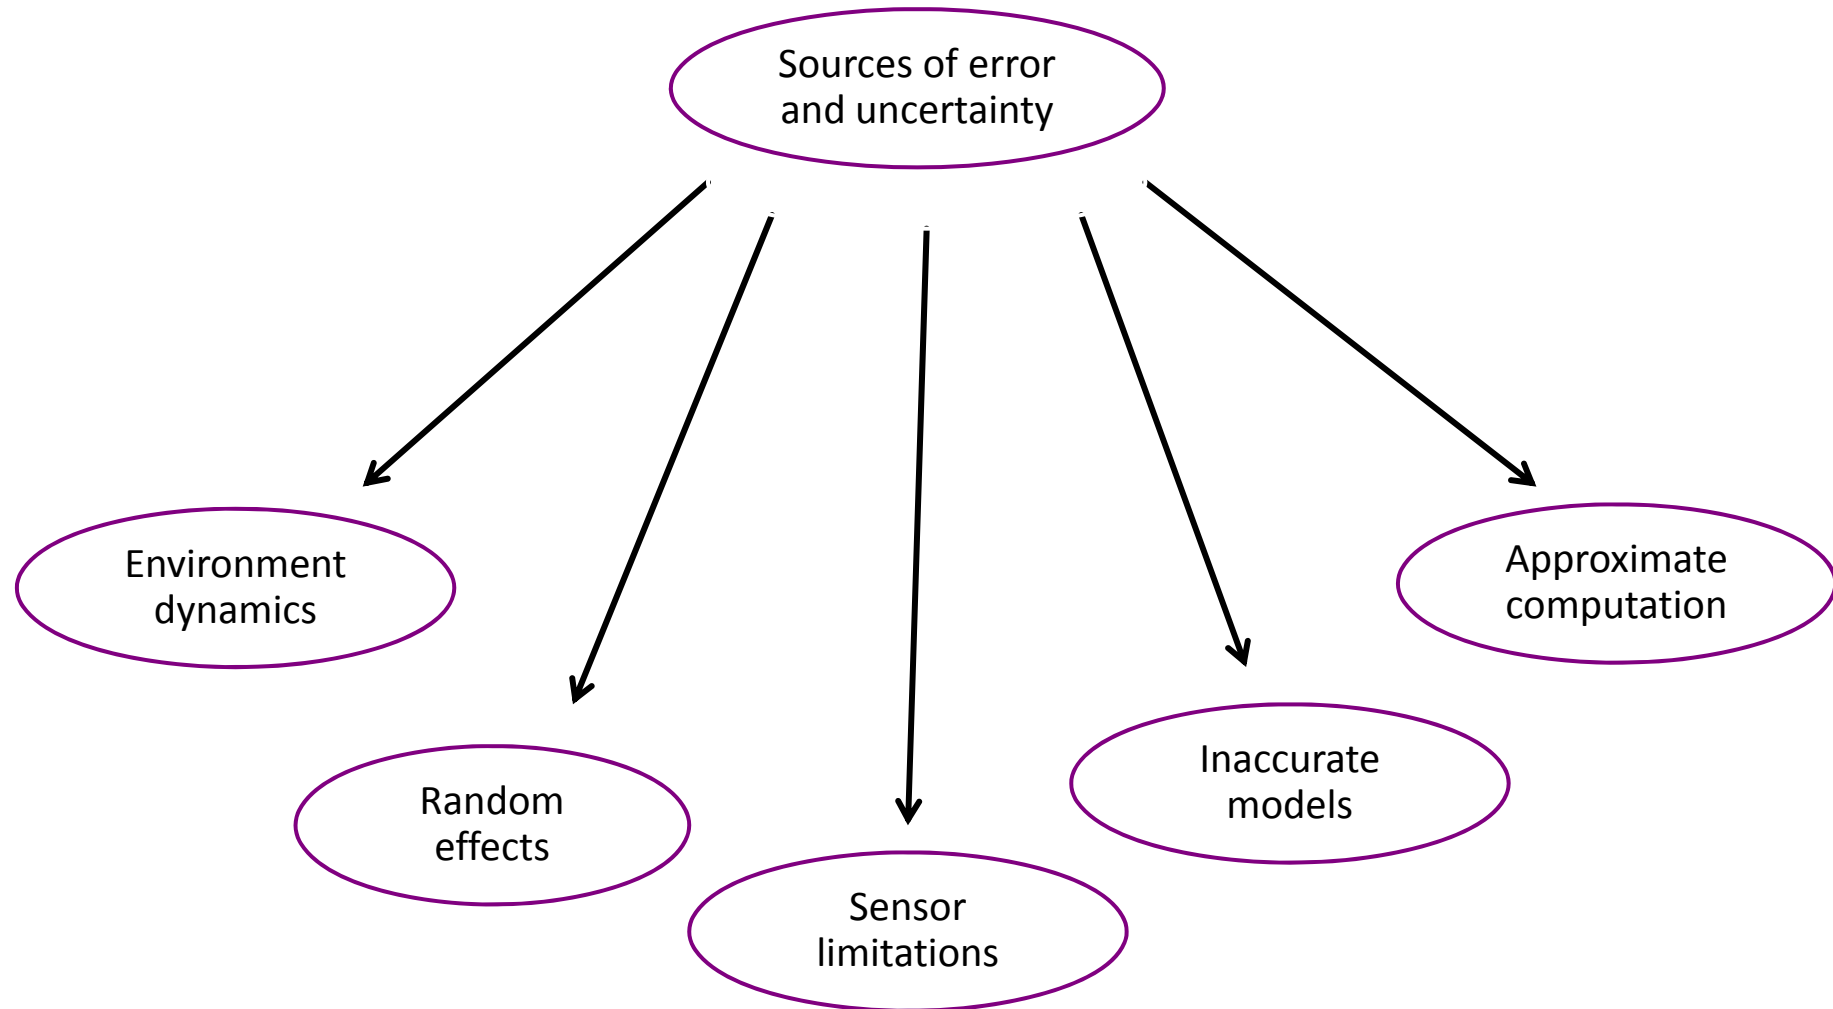 Sources of error
and uncertainty
Environment
dynamics
Random
effects
Sensor
limitations
Inaccurate
models
Approximate
computation